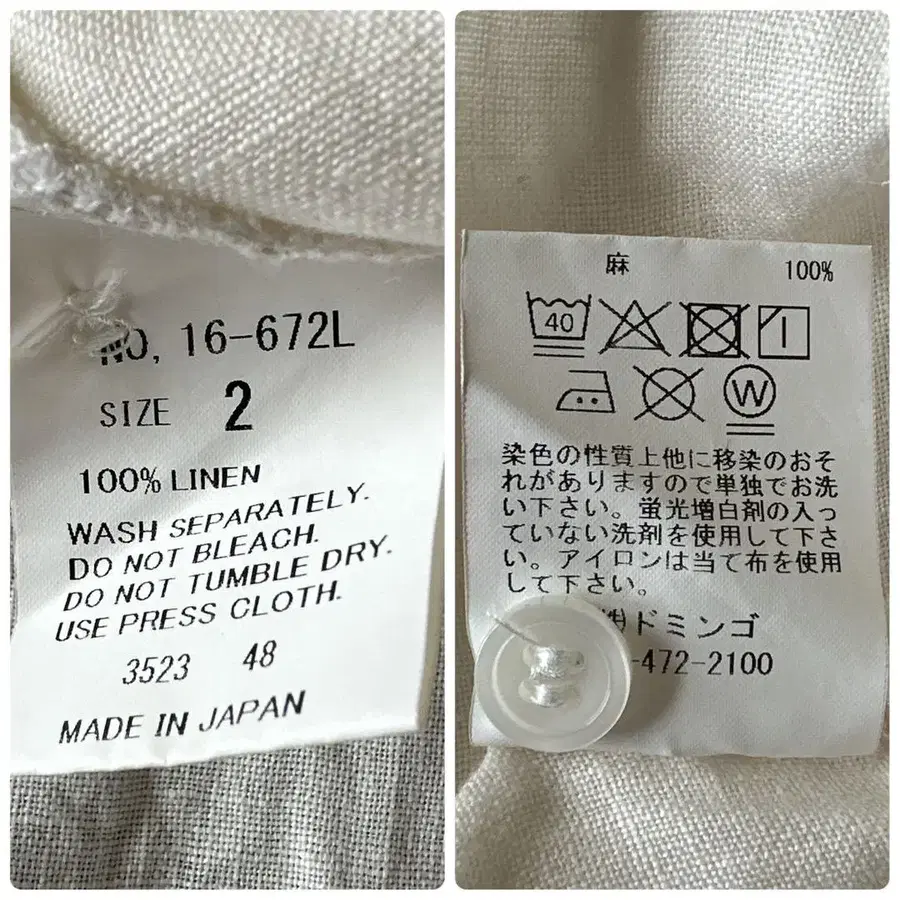 NO, 16-672L
SIZE 2
100% LINEN
WASH SEPARATELY.
DO NOT BLEACH.
DO NOT TUMBLE DRY.
USE PRESS CLOTH.
3523 48
MADE IN JAPAN
麻 100%
40
W
染色の性質上他に移染のおそ
れがありますので単独でお洗
い下さい。蛍光増白剤の入っ
ていない洗剤を使用して下さ
い。アイロンは当て布を使用
して下さい。
ドミンゴ
-472-2100